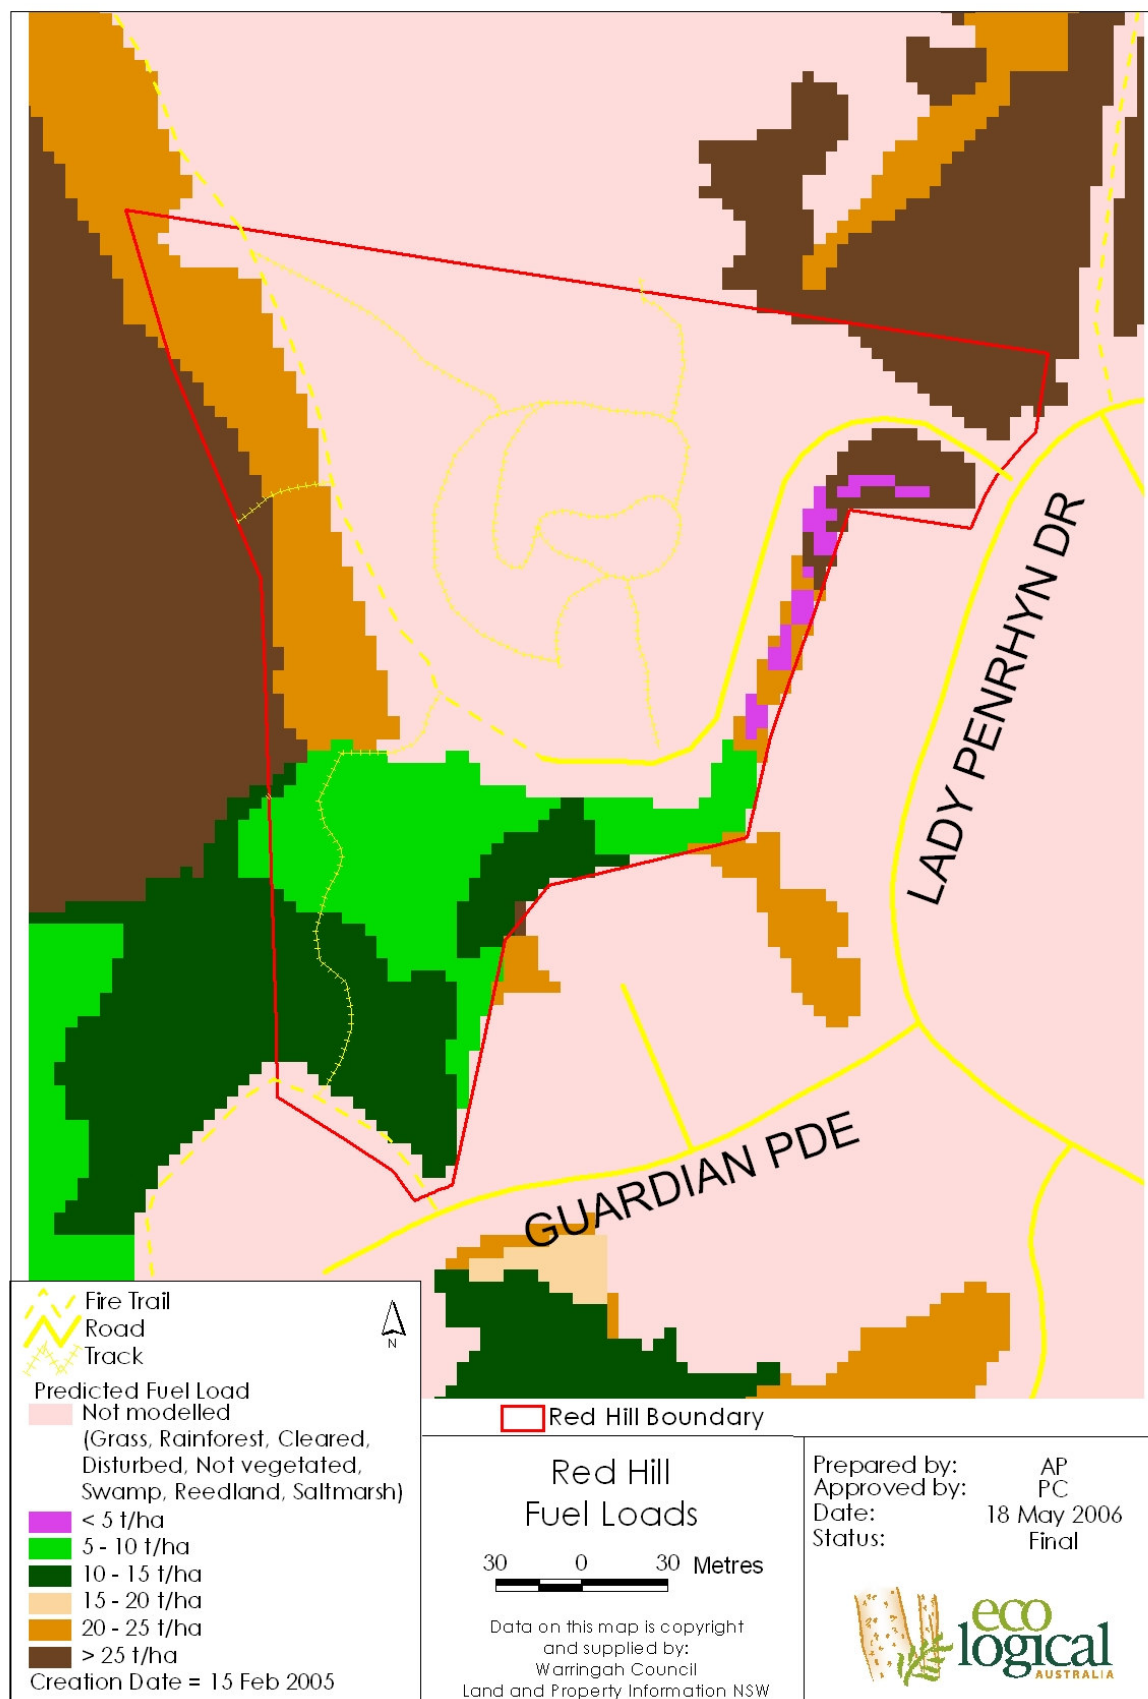 LADY PENRHYN DR
GUARDIAN PDE
Fire Trail
Road
Track
N
Predicted Fuel Load
Not modelled
(Grass, Rainforest, Cleared,
Disturbed, Not vegetated,
Swamp, Reedland, Saltmarsh)
< 5 t/ha
5 - 10 t/ha
10 - 15 t/ha
15 - 20 t/ha
20 - 25 t/ha
> 25 t/ha
Creation Date = 15 Feb 2005
Red Hill Boundary
Red Hill
Fuel Loads
30 0 30 Metres
Data on this map is copyright
and supplied by:
Warringah Council
Land and Property Information NSW
Prepared by: AP
Approved by: PC
Date: 18 May 2006
Status: Final
eco
logical
AUSTRALIA